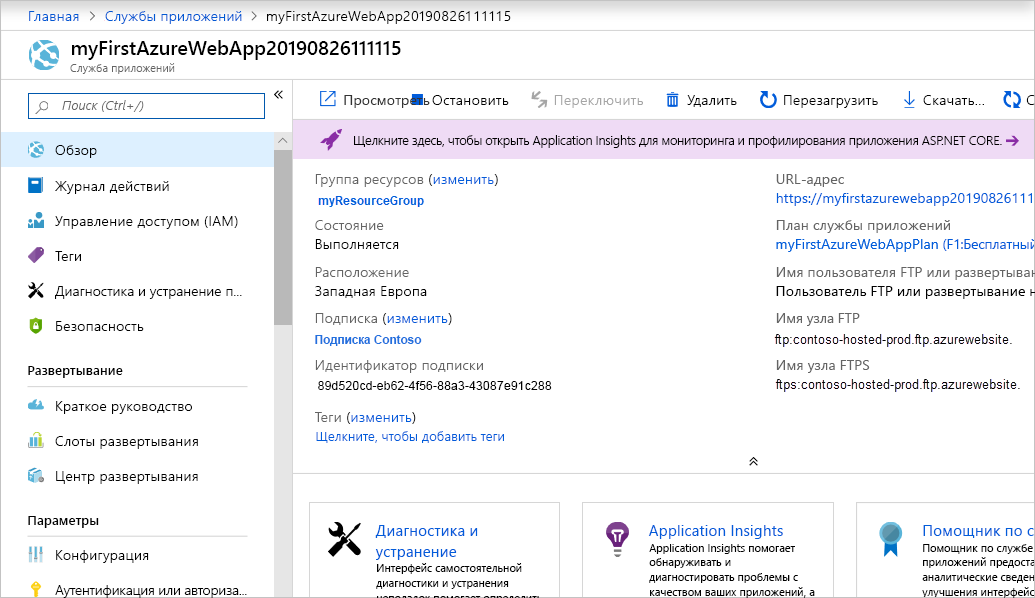 Главная > Службы приложений > myFirstAzureWebApp20190826111115
myFirstAzureWebApp20190826111115
Служба приложений
Поиск (Ctrl+/)
«
Обзор
Журнал действий
Управление доступом (IAM)
Теги
Диагностика и устранение п...
Безопасность
Развертывание
Краткое руководство
Слоты развертывания
Центр развертывания
Параметры
Конфигурация
Аутентификация или авториза...
Просмотреть Остановить Переключить Удалить Перезагрузить Скачать... С
Щелкните здесь, чтобы открыть Application Insights для мониторинга и профилирования приложения ASP.NET CORE. →
Группа ресурсов (изменить)
myResourceGroup
Состояние
Выполняется
Расположение
Западная Европа
Подписка (изменить)
Подписка Contoso
Идентификатор подписки
89d520cd-eb62-4f56-88a3-43087e91c288
Теги (изменить)
Щелкните, чтобы добавить теги
URL-адрес
https://myfirstazurewebapp2019082611
План службы приложений
myFirstAzureWebAppPlan (F1:Бесплатный
Имя пользователя FTP или развертыван
Пользователь FTP или развертывание н
Имя узла FTP
ftp:contoso-hosted-prod.ftp.azurewebsite.
Имя узла FTPS
ftps:contoso-hosted-prod.ftp.azurewebsite.
Диагностика и
устранение
Интерфейс самостоятельной
диагностики и устранения
неполадок помогает определить
Application Insights
Application Insights помогает
обнаруживать и
диагностировать проблемы с
качеством ваших приложений, а
Помощник по с
Помощник по службе
приложений предоста
аналитические сведен
улучшения интерфейс